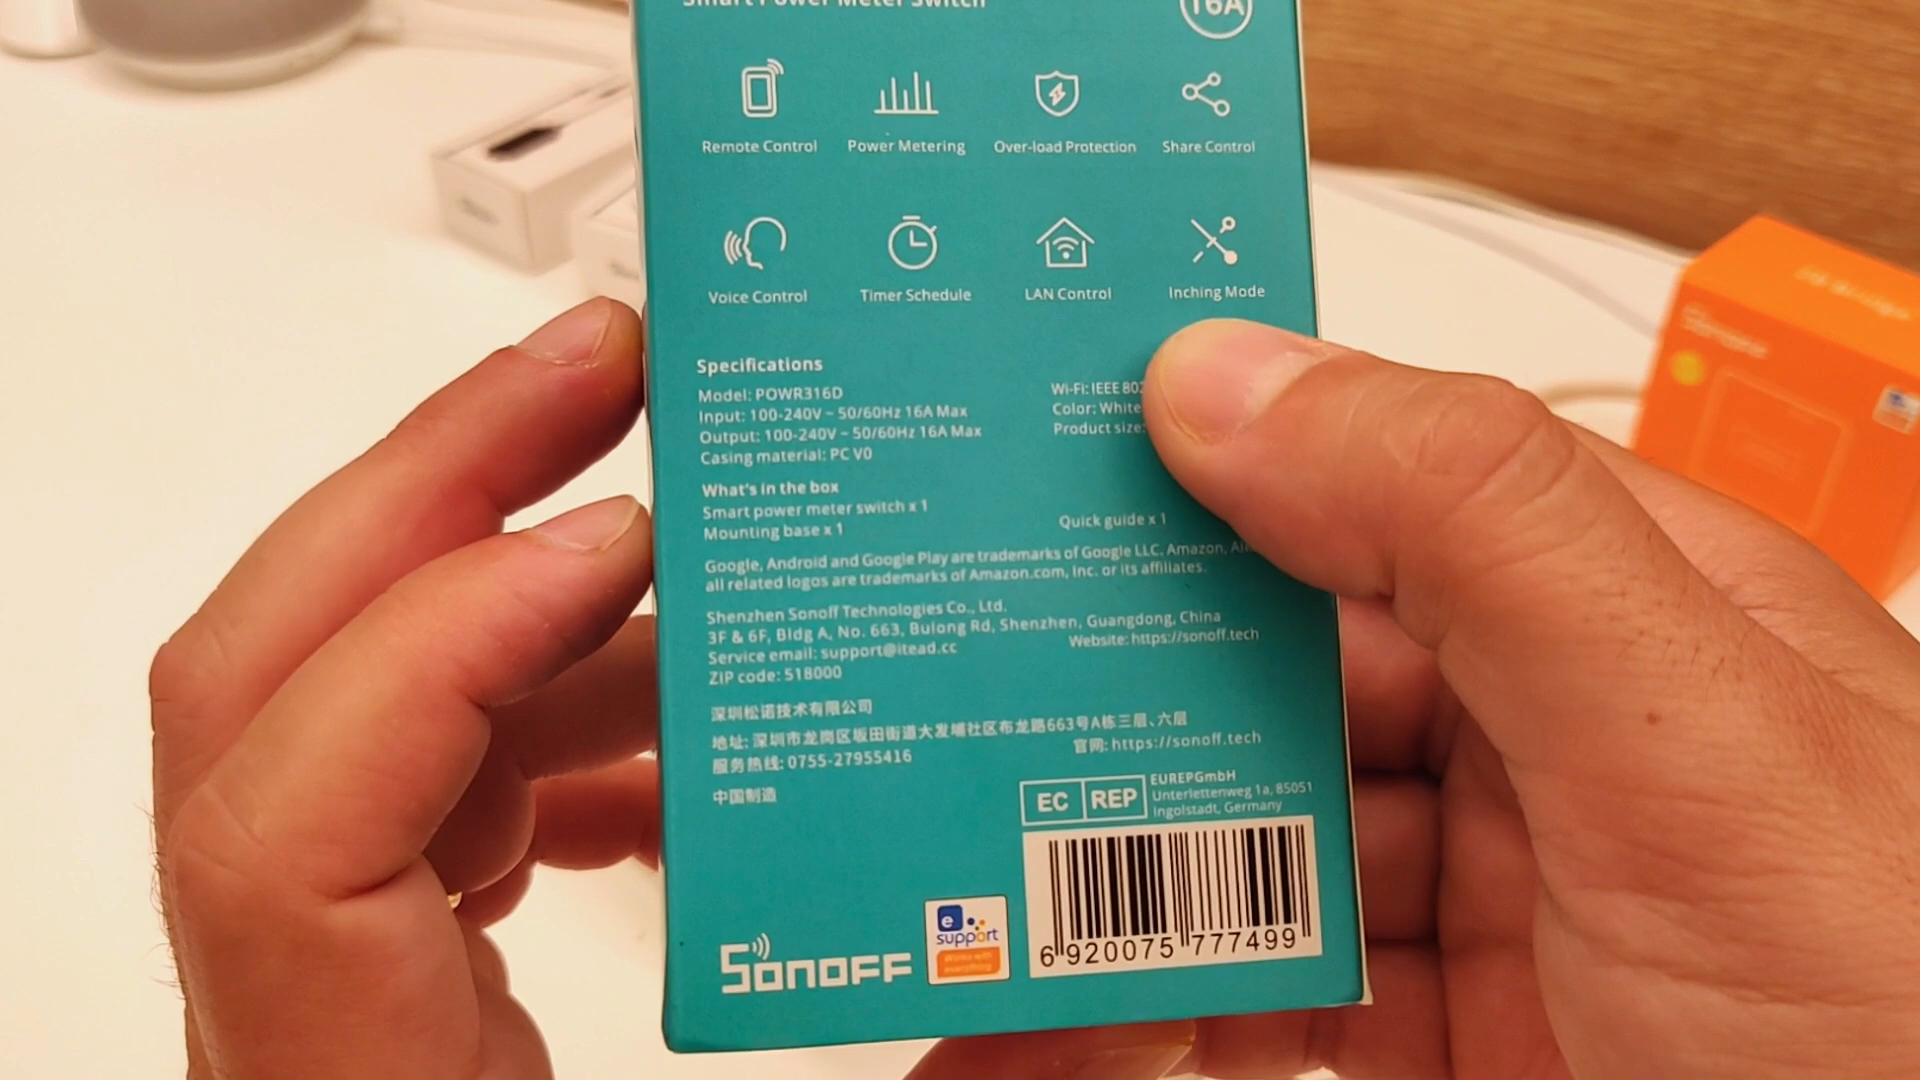 Smart Power Meter Switch
16A
Remote Control Power Metering Over-load Protection Share Control
Voice Control Timer Schedule LAN Control Inching Mode
Specifications
Model: POWR316D
Input: 100-240V ~ 50/60Hz 16A Max
Output: 100-240V ~ 50/60Hz 16A Max
Casing material: PC V0
Wi-Fi: IEEE 802
Color: White
Product size:
What's in the box
Smart power meter switch x 1
Mounting base x 1
Quick guide x 1
Google, Android and Google Play are trademarks of Google LLC. Amazon,
all related logos are trademarks of Amazon.com, Inc. or its affiliates.
Shenzhen Sonoff Technologies Co., Ltd.
3F & 6F, Bldg A, No. 663, Bulong Rd, Shenzhen, Guangdong, China
Service email: support@itead.cc
Website: https://sonoff.tech
ZIP code: 518000
深圳松诺技术有限公司
地址: 深圳市龙岗区坂田街道大发埔社区布龙路663号A栋三层、六层
服务热线: 0755-27955416
官网: https://sonoff.tech
中国制造
EC REP
EUREPGmbH
Unterlettenweg 1a, 85051
Ingolstadt, Germany
SONOFF
e
support
Works with
everything
6 920075 777499